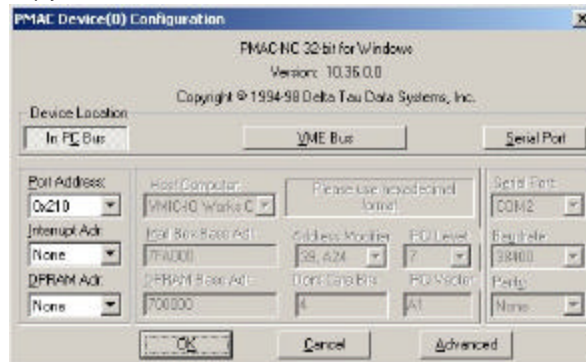 PMAC Device(0) Configuration
PMAC-NC 32-bit for Windows
Version: 10.36.0.0
Copyright © 1994-98 Delta Tau Data Systems, Inc.
Device Location
In PC Bus
VME Bus
Serial Port
Port Address:
0x210
Interrupt Adr:
None
DPRAM Adr:
None
Host Computer:
Please use hexadecimal format
Mail Box Base Adr:
7FA000
Address Modifier
39, A24
IRQ Level
7
DPRAM Base Adr:
700000
Dont Care Bits
4
IRQ Vector
A1
Serial Port:
COM2
Baudrate:
38400
Parity:
None
OK
Cancel
Advanced